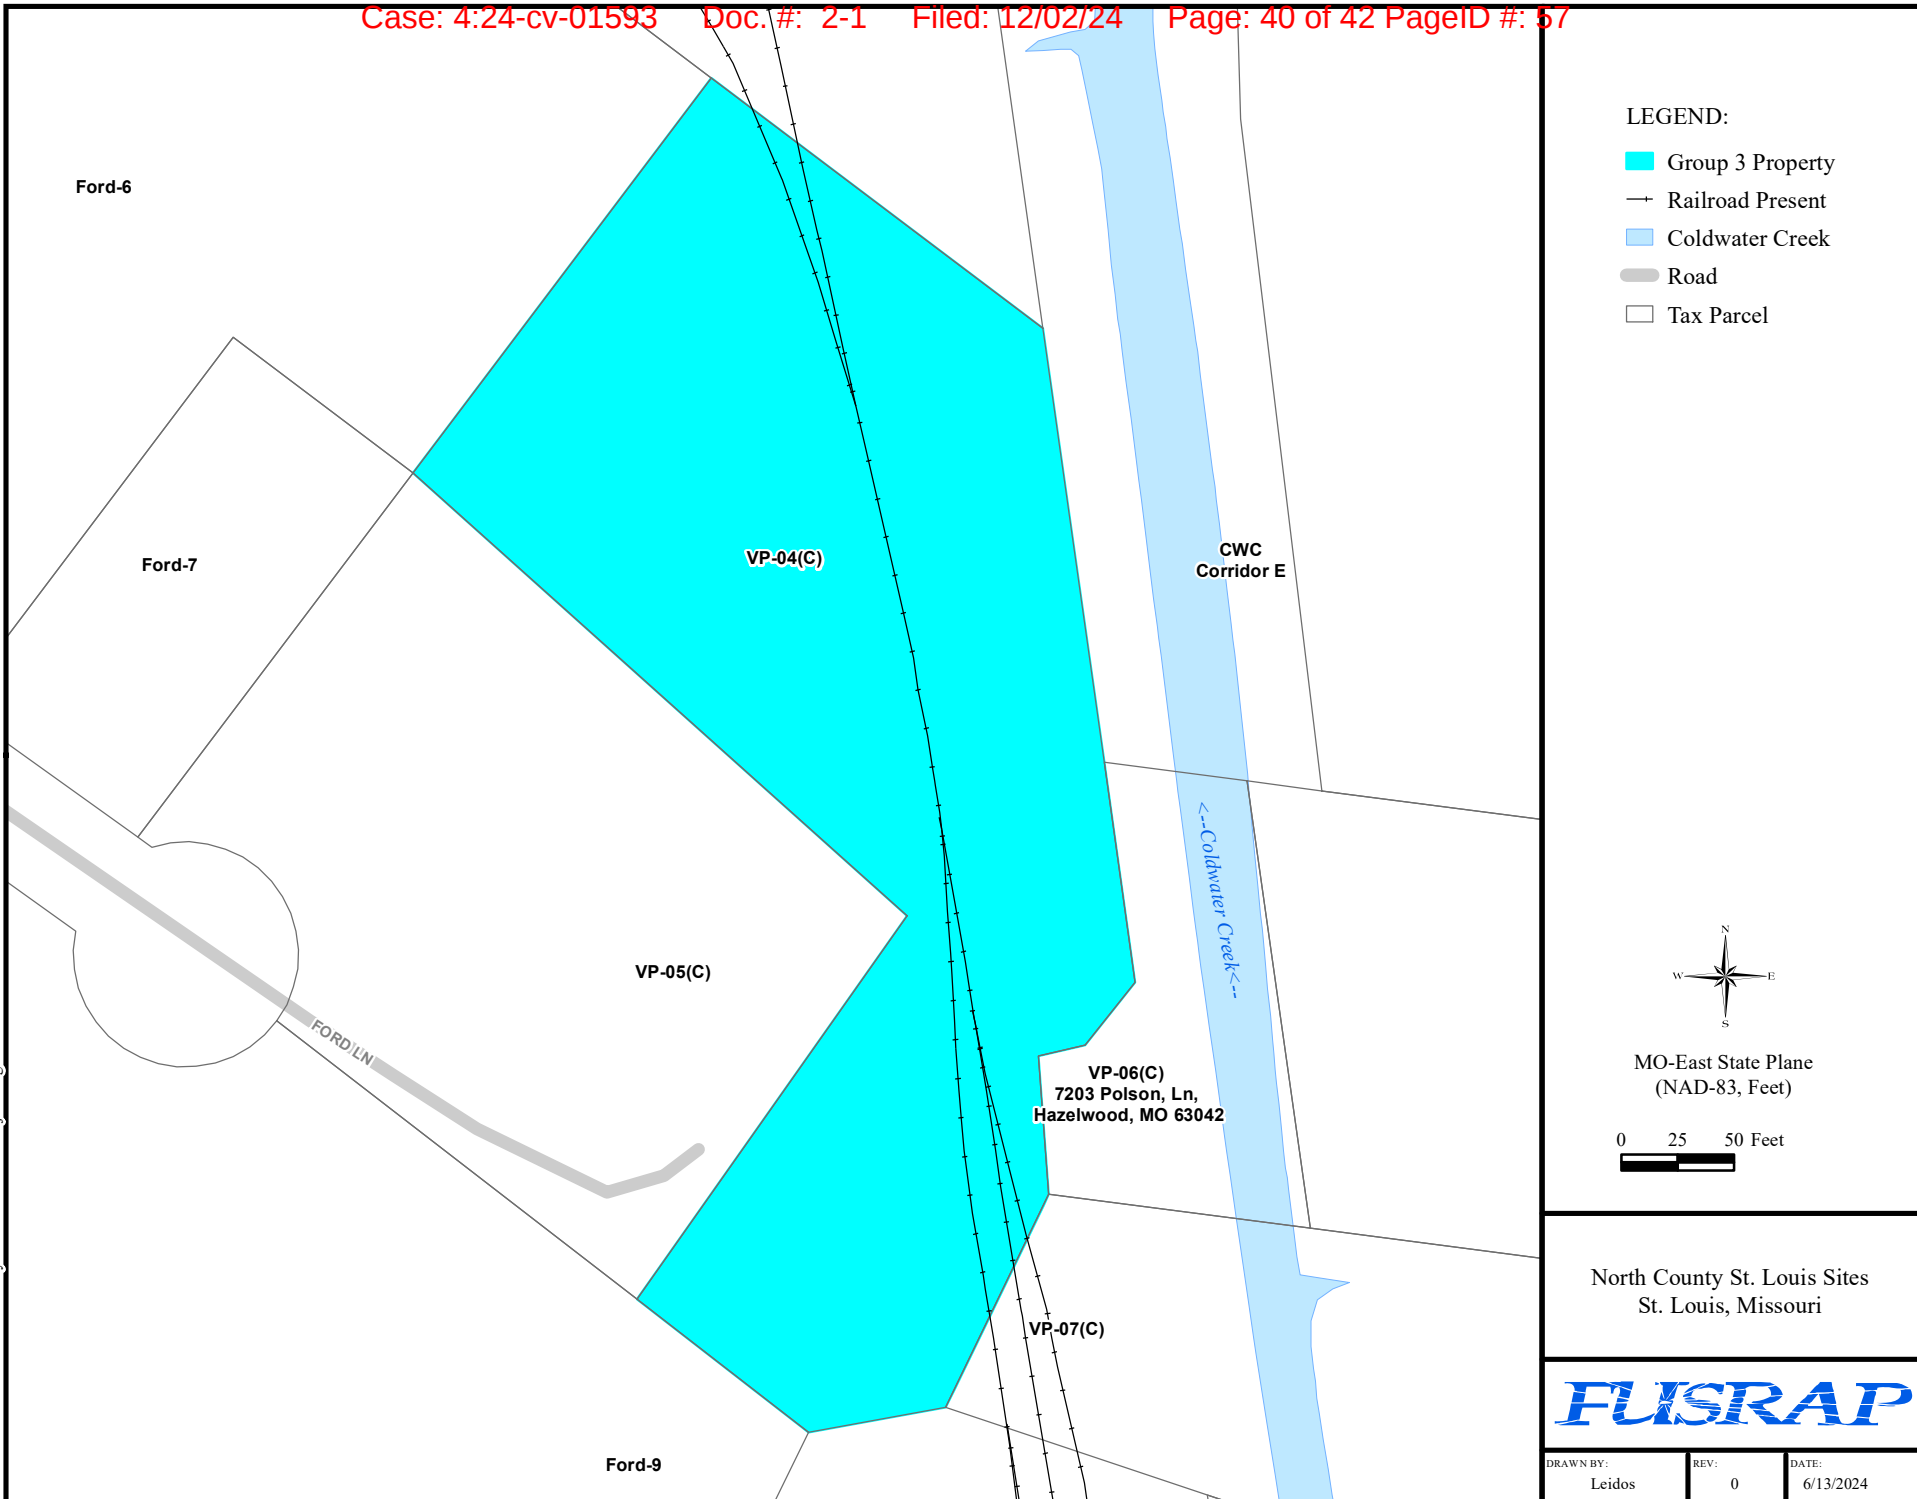 Case: 4:24-cv-01593 Doc. #: 2-1 Filed: 12/02/24 Page: 40 of 42 PageID #: 57
Ford-6
Ford-7
VP-04(C)
CWC
Corridor E
<--Coldwater Creek<--
VP-05(C)
FORD LN
VP-06(C)
7203 Polson, Ln,
Hazelwood, MO 63042
VP-07(C)
Ford-9
LEGEND:
Group 3 Property
Railroad Present
Coldwater Creek
Road
Tax Parcel
N
W E
S
MO-East State Plane
(NAD-83, Feet)
0 25 50 Feet
North County St. Louis Sites
St. Louis, Missouri
FUSRAP
DRAWN BY: REV: DATE:
Leidos 0 6/13/2024